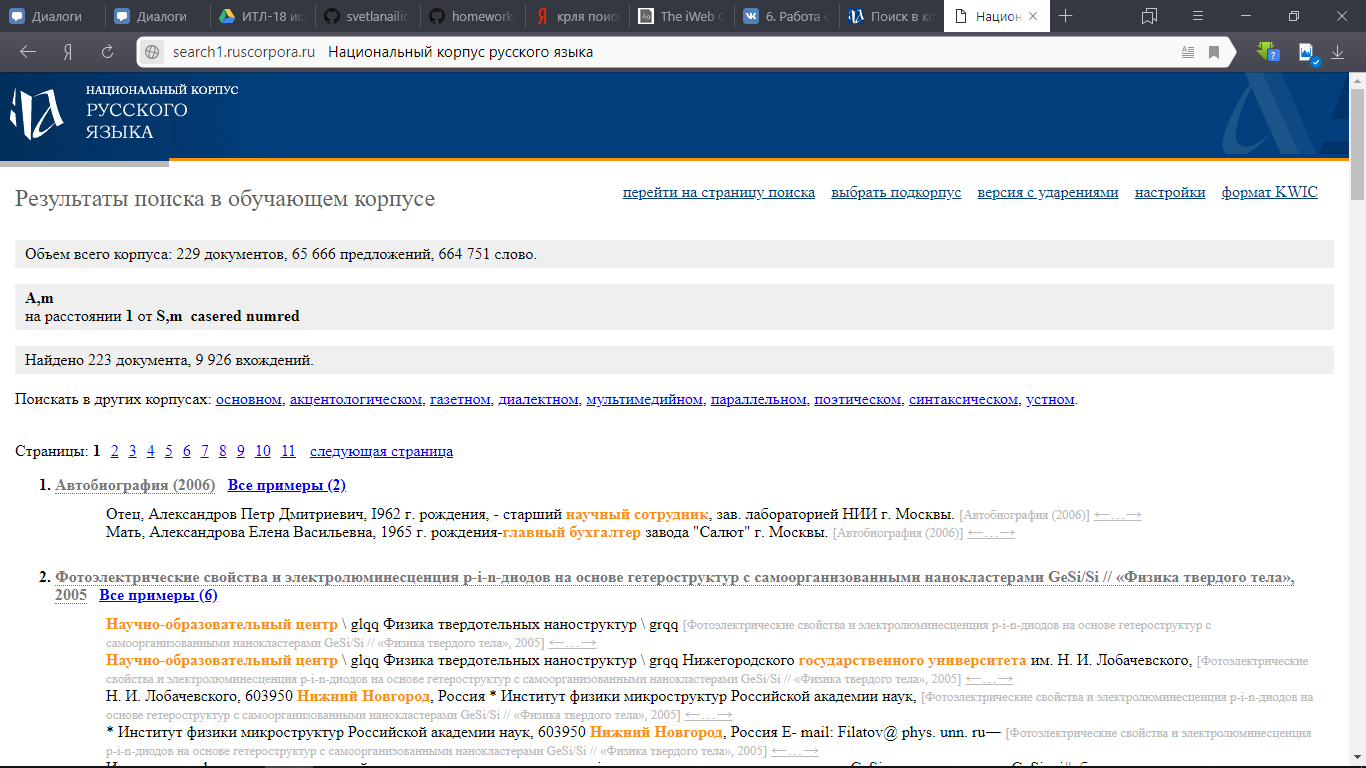 Диалоги
Диалоги
ИТЛ-18 ис
svetlanailic
homework
крля поис
The iWeb C
6. Работа с
Поиск в ко
Национ
search1.ruscorpora.ru Национальный корпус русского языка
НАЦИОНАЛЬНЫЙ КОРПУС
РУССКОГО
ЯЗЫКА
Результаты поиска в обучающем корпусе
перейти на страницу поиска выбрать подкорпус версия с ударениями настройки формат KWIC
Объем всего корпуса: 229 документов, 65 666 предложений, 664 751 слово.
A,m
на расстоянии 1 от S,m casered numred
Найдено 223 документа, 9 926 вхождений.
Поискать в других корпусах: основном, акцентологическом, газетном, диалектном, мультимедийном, параллельном, поэтическом, синтаксическом, устном.
Страницы: 1 2 3 4 5 6 7 8 9 10 11 следующая страница
1. Автобиография (2006) Все примеры (2)
Отец, Александров Петр Дмитриевич, I962 г. рождения, - старший научный сотрудник, зав. лабораторией НИИ г. Москвы. [Автобиография (2006)] ←…→
Мать, Александрова Елена Васильевна, 1965 г. рождения-главный бухгалтер завода "Салют" г. Москвы. [Автобиография (2006)] ←…→
2. Фотоэлектрические свойства и электролюминесценция p-i-n-диодов на основе гетероструктур с самоорганизованными нанокластерами GeSi/Si // «Физика твердого тела»,
2005 Все примеры (6)
Научно-образовательный центр \ glqq Физика твердотельных наноструктур \ grqq [Фотоэлектрические свойства и электролюминесценция p-i-n-диодов на основе гетероструктур с
самоорганизованными нанокластерами GeSi/Si // «Физика твердого тела», 2005] ←…→
Научно-образовательный центр \ glqq Физика твердотельных наноструктур \ grqq Нижегородского государственного университета им. Н. И. Лобачевского, [Фотоэлектрические
свойства и электролюминесценция p-i-n-диодов на основе гетероструктур с самоорганизованными нанокластерами GeSi/Si // «Физика твердого тела», 2005] ←…→
Н. И. Лобачевского, 603950 Нижний Новгород, Россия * Институт физики микроструктур Российской академии наук, [Фотоэлектрические свойства и электролюминесценция p-i-n-диодов на
основе гетероструктур с самоорганизованными нанокластерами GeSi/Si // «Физика твердого тела», 2005] ←…→
* Институт физики микроструктур Российской академии наук, 603950 Нижний Новгород, Россия E- mail: Filatov@ phys. unn. ru— [Фотоэлектрические свойства и электролюминесценция
p-i-n-диодов на основе гетероструктур с самоорганизованными нанокластерами GeSi/Si // «Физика твердого тела», 2005] ←…→